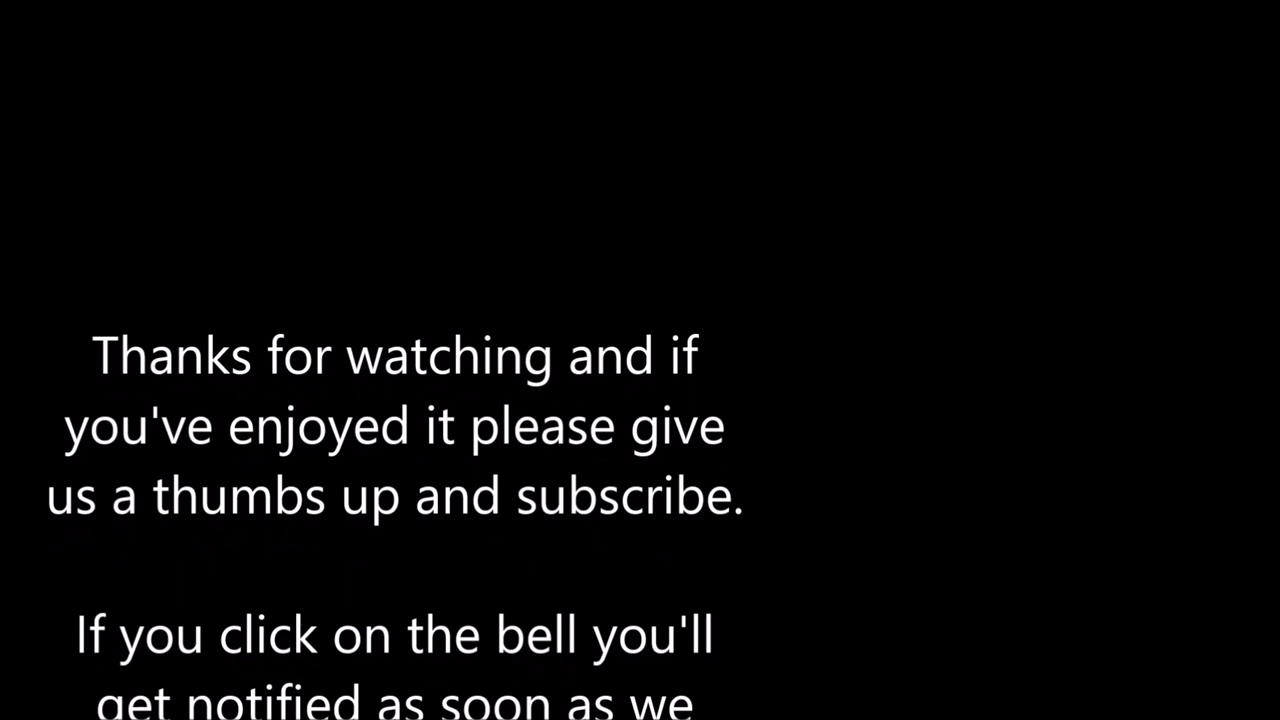 Thanks for watching and if
you've enjoyed it please give
us a thumbs up and subscribe.
If you click on the bell you'll
get notified as soon as we